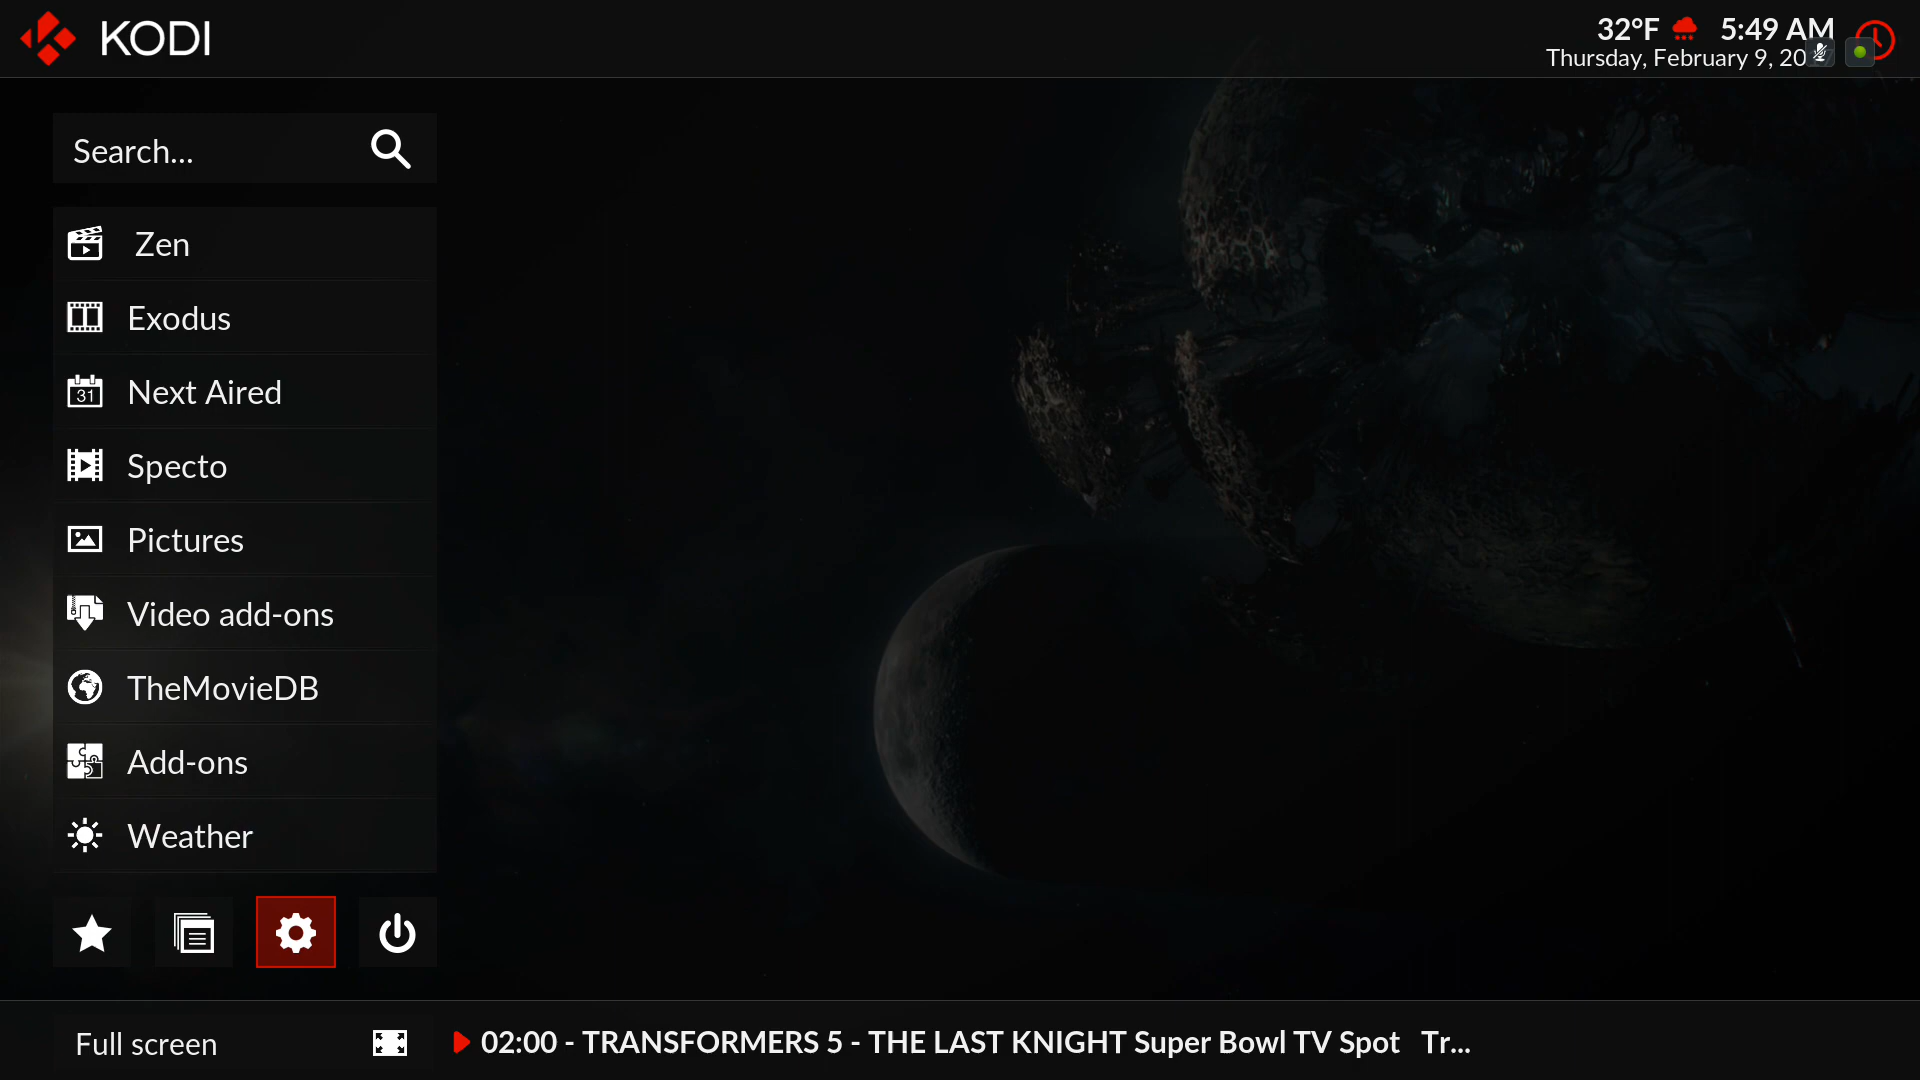 KODI
32°F 5:49 AM
Thursday, February 9, 20
Search...
Zen
Exodus
31
Next Aired
Specto
Pictures
Video add-ons
TheMovieDB
Add-ons
Weather
Full screen
02:00 - TRANSFORMERS 5 - THE LAST KNIGHT Super Bowl TV Spot Tr...